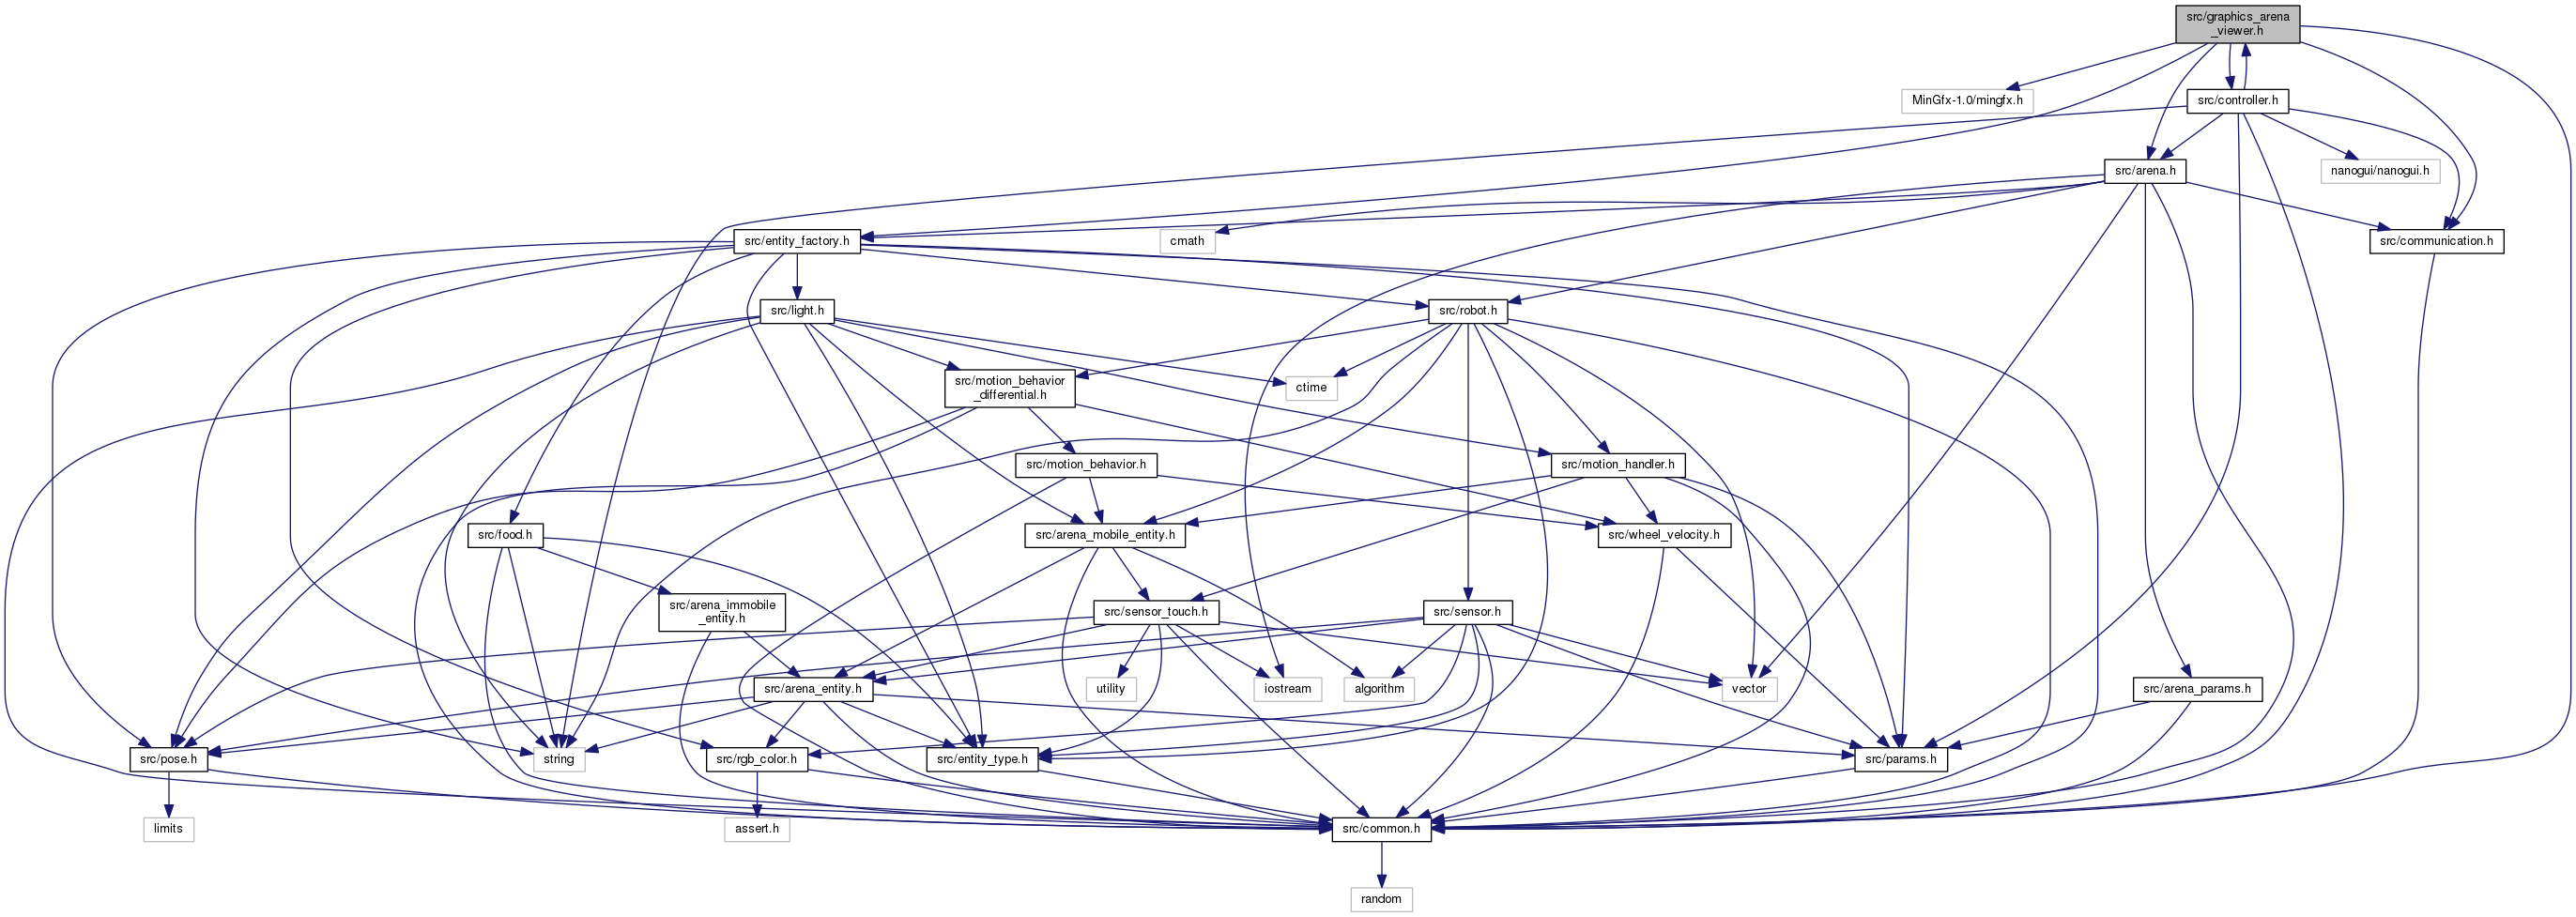 src/graphics_arena
_viewer.h
MinGfx-1.0/mingfx.h
src/controller.h
src/arena.h
nanogui/nanogui.h
src/entity_factory.h
cmath
src/communication.h
src/light.h
src/robot.h
src/motion_behavior
_differential.h
ctime
src/motion_behavior.h
src/motion_handler.h
src/food.h
src/arena_mobile_entity.h
src/wheel_velocity.h
src/arena_immobile
_entity.h
src/sensor_touch.h
src/sensor.h
src/arena_entity.h
utility
iostream
algorithm
vector
src/arena_params.h
src/pose.h
string
src/rgb_color.h
src/entity_type.h
src/params.h
limits
assert.h
src/common.h
random